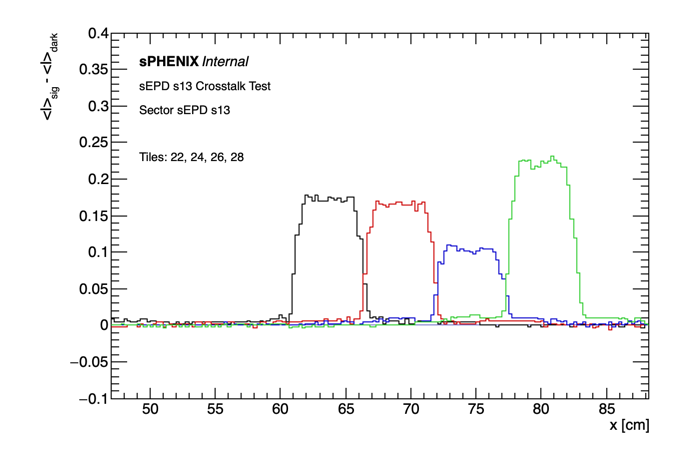 <I>sig - <I>dark
0.4
0.35
0.3
0.25
0.2
0.15
0.1
0.05
0
−0.05
−0.1
sPHENIX Internal
sEPD s13 Crosstalk Test
Sector sEPD s13
Tiles: 22, 24, 26, 28
50 55 60 65 70 75 80 85
x [cm]